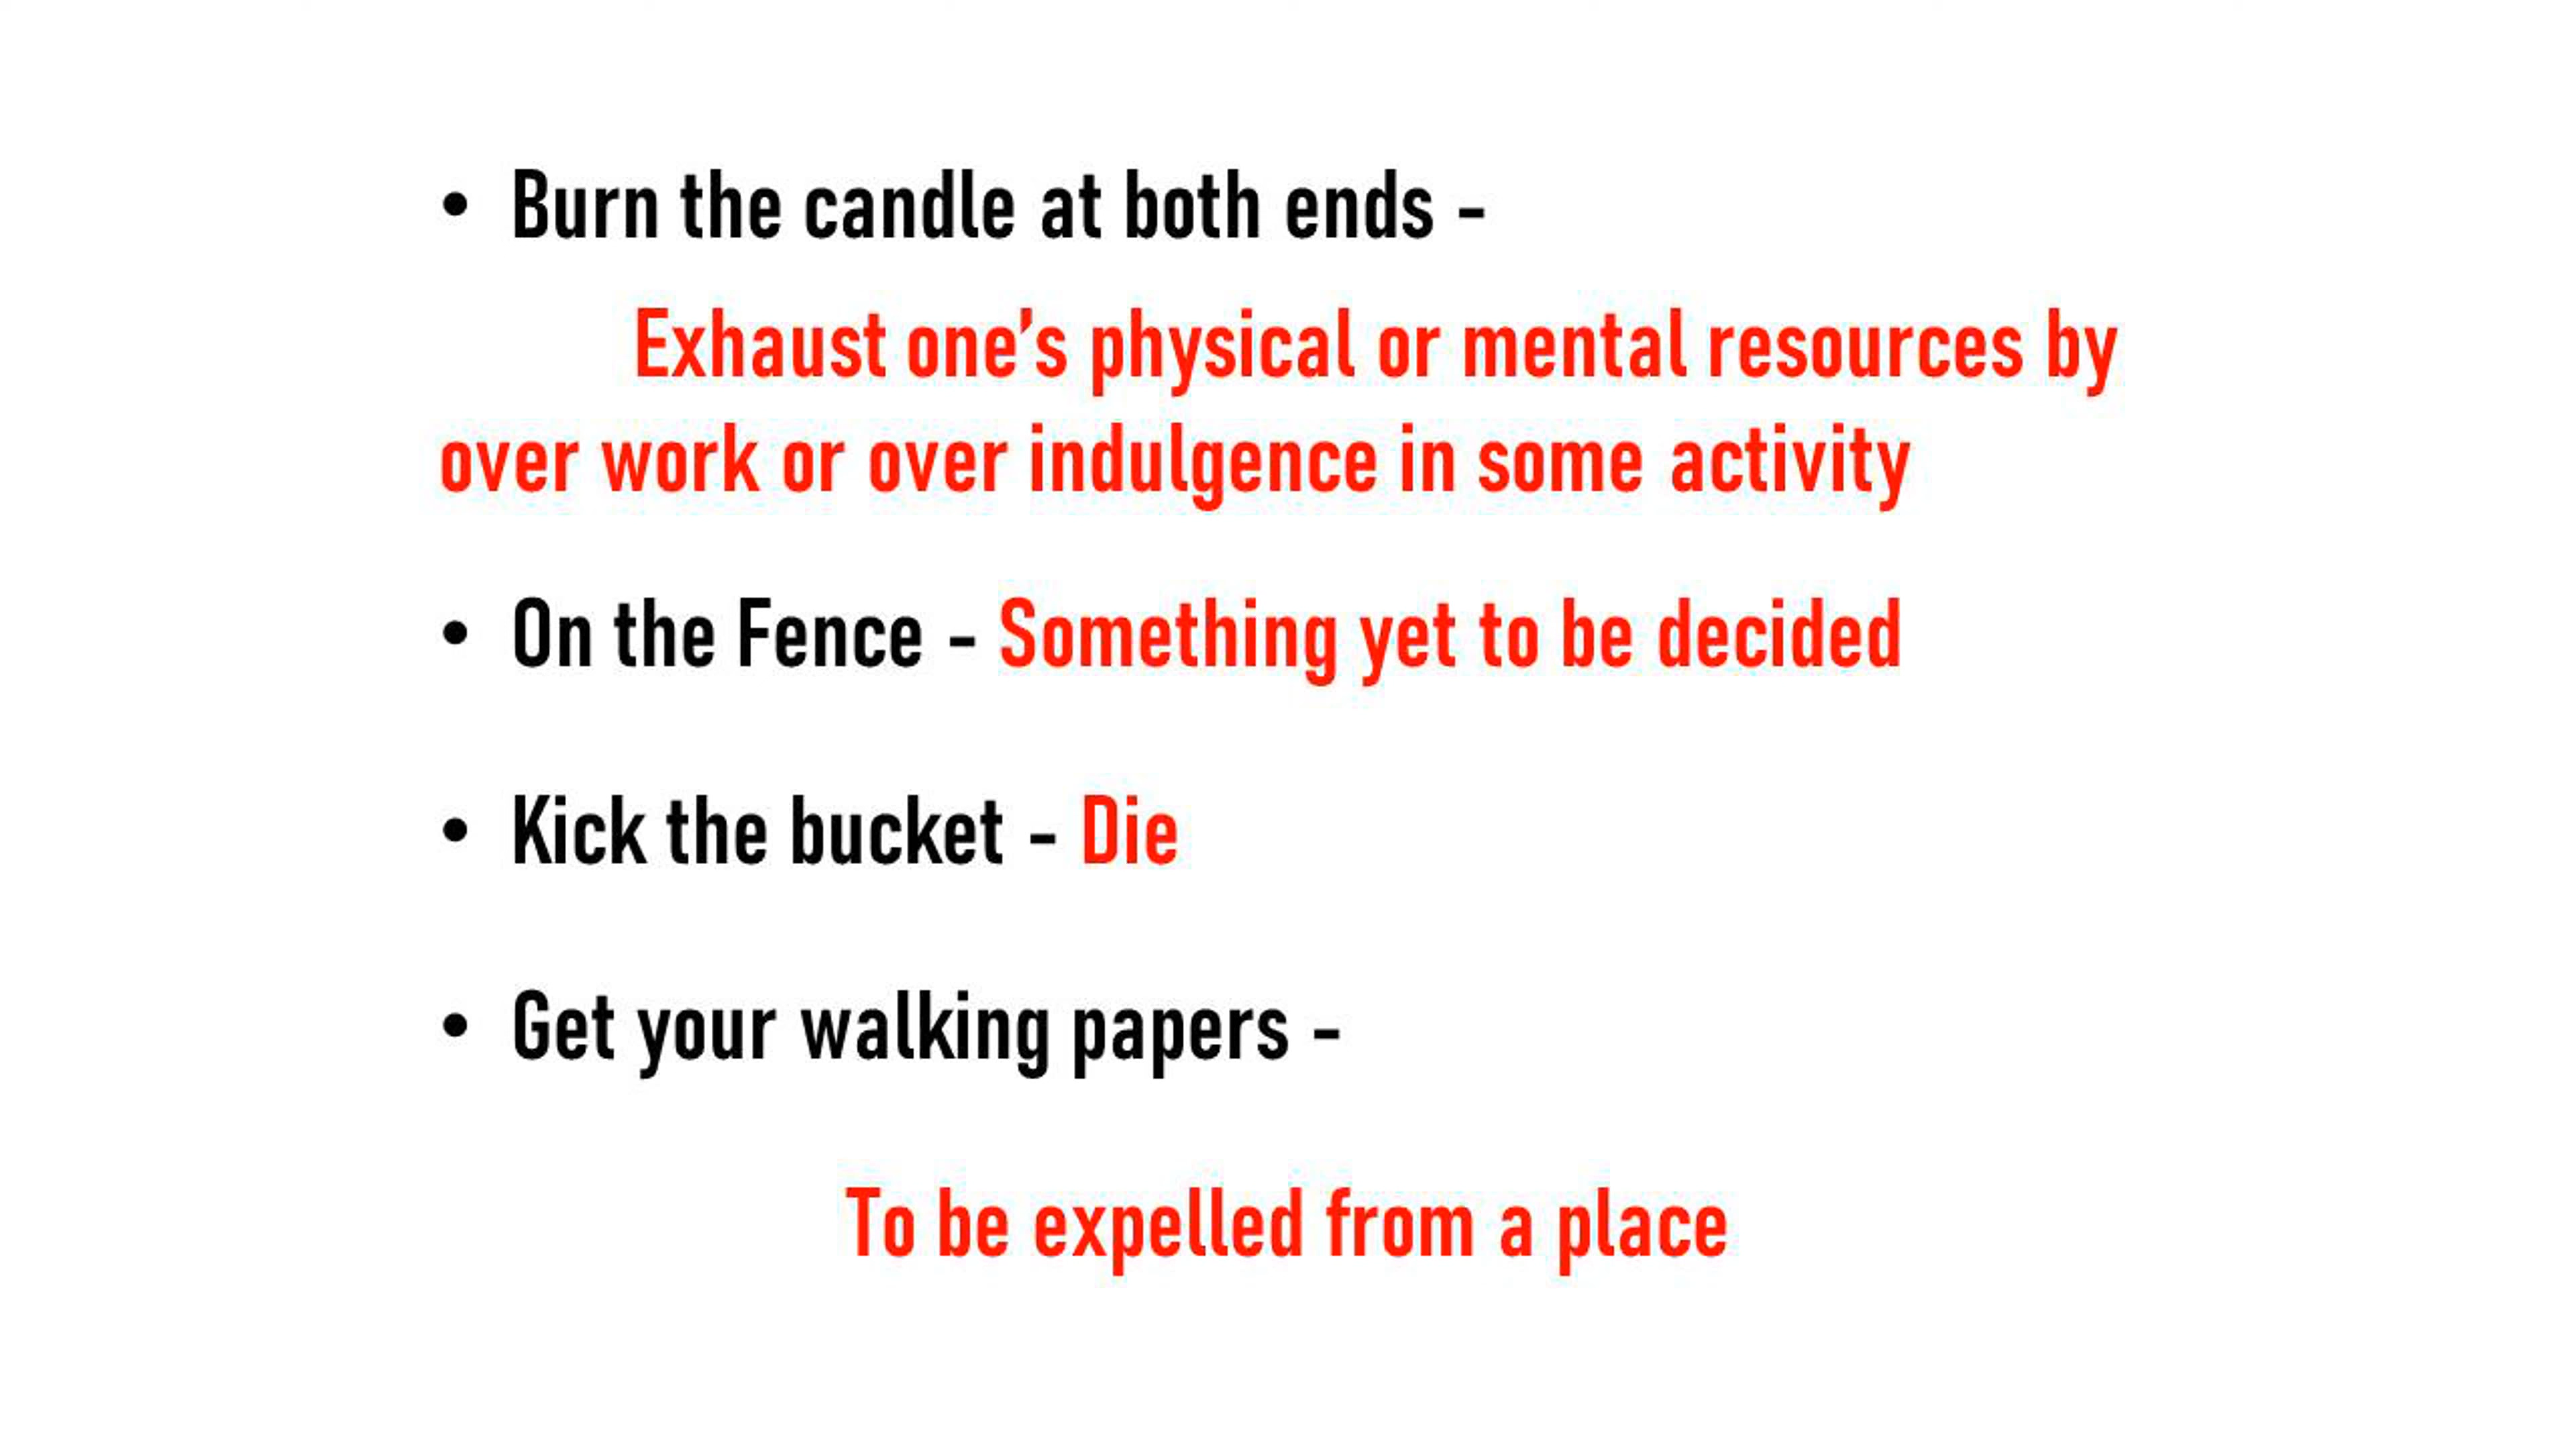 • Burn the candle at both ends -
Exhaust one’s physical or mental resources by
over work or over indulgence in some activity
• On the Fence - Something yet to be decided
• Kick the bucket - Die
• Get your walking papers -
To be expelled from a place